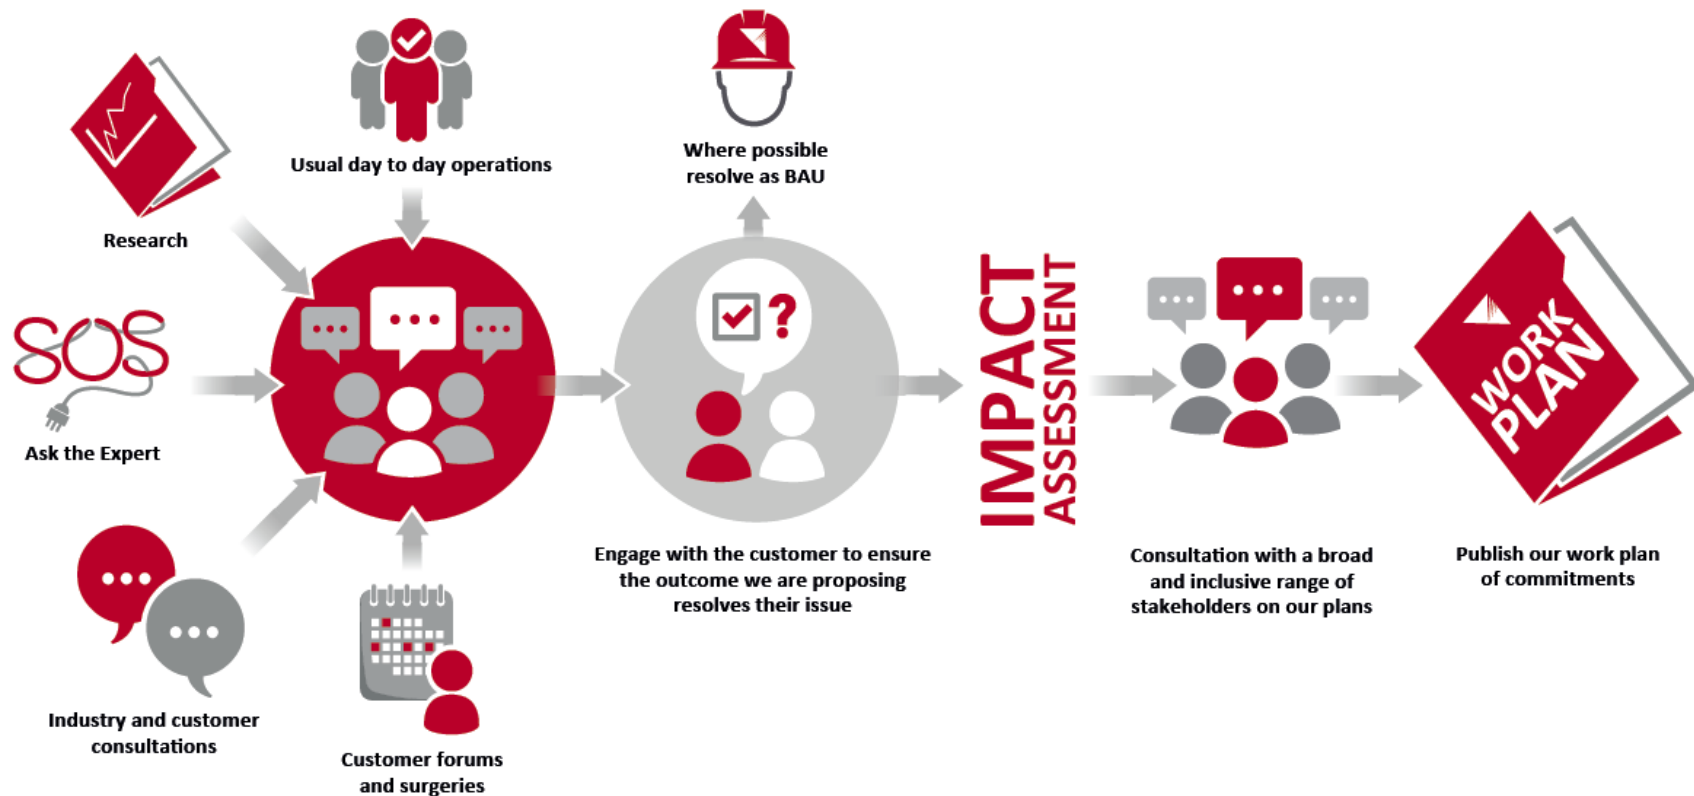 Usual day to day operations
Where possible
resolve as BAU
Research
SOS
Ask the Expert
Industry and customer
consultations
Customer forums
and surgeries
Engage with the customer to ensure
the outcome we are proposing
resolves their issue
?
IMPACT
ASSESSMENT
Consultation with a broad
and inclusive range of
stakeholders on our plans
WORK
PLAN
Publish our work plan
of commitments